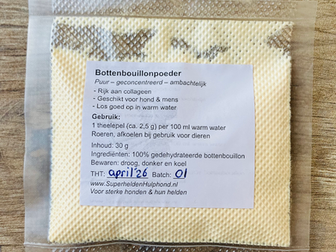 Bottenbouillonpoeder
Puur – geconcentreerd – ambachtelijk
- Rijk aan collageen
- Geschikt voor hond & mens
- Los goed op in warm water
Gebruik:
1 theelepel (ca. 2,5 g) per 100 ml warm water
Roeren, afkoelen bij gebruik voor dieren
Inhoud: 30 g
Ingrediënten: 100% gedehydrateerde bottenbouillon
Bewaren: droog, donker en koel
THT: april '26 Batch: 01
www.SuperheldenHulphond.nl
Voor sterke honden & hun helden